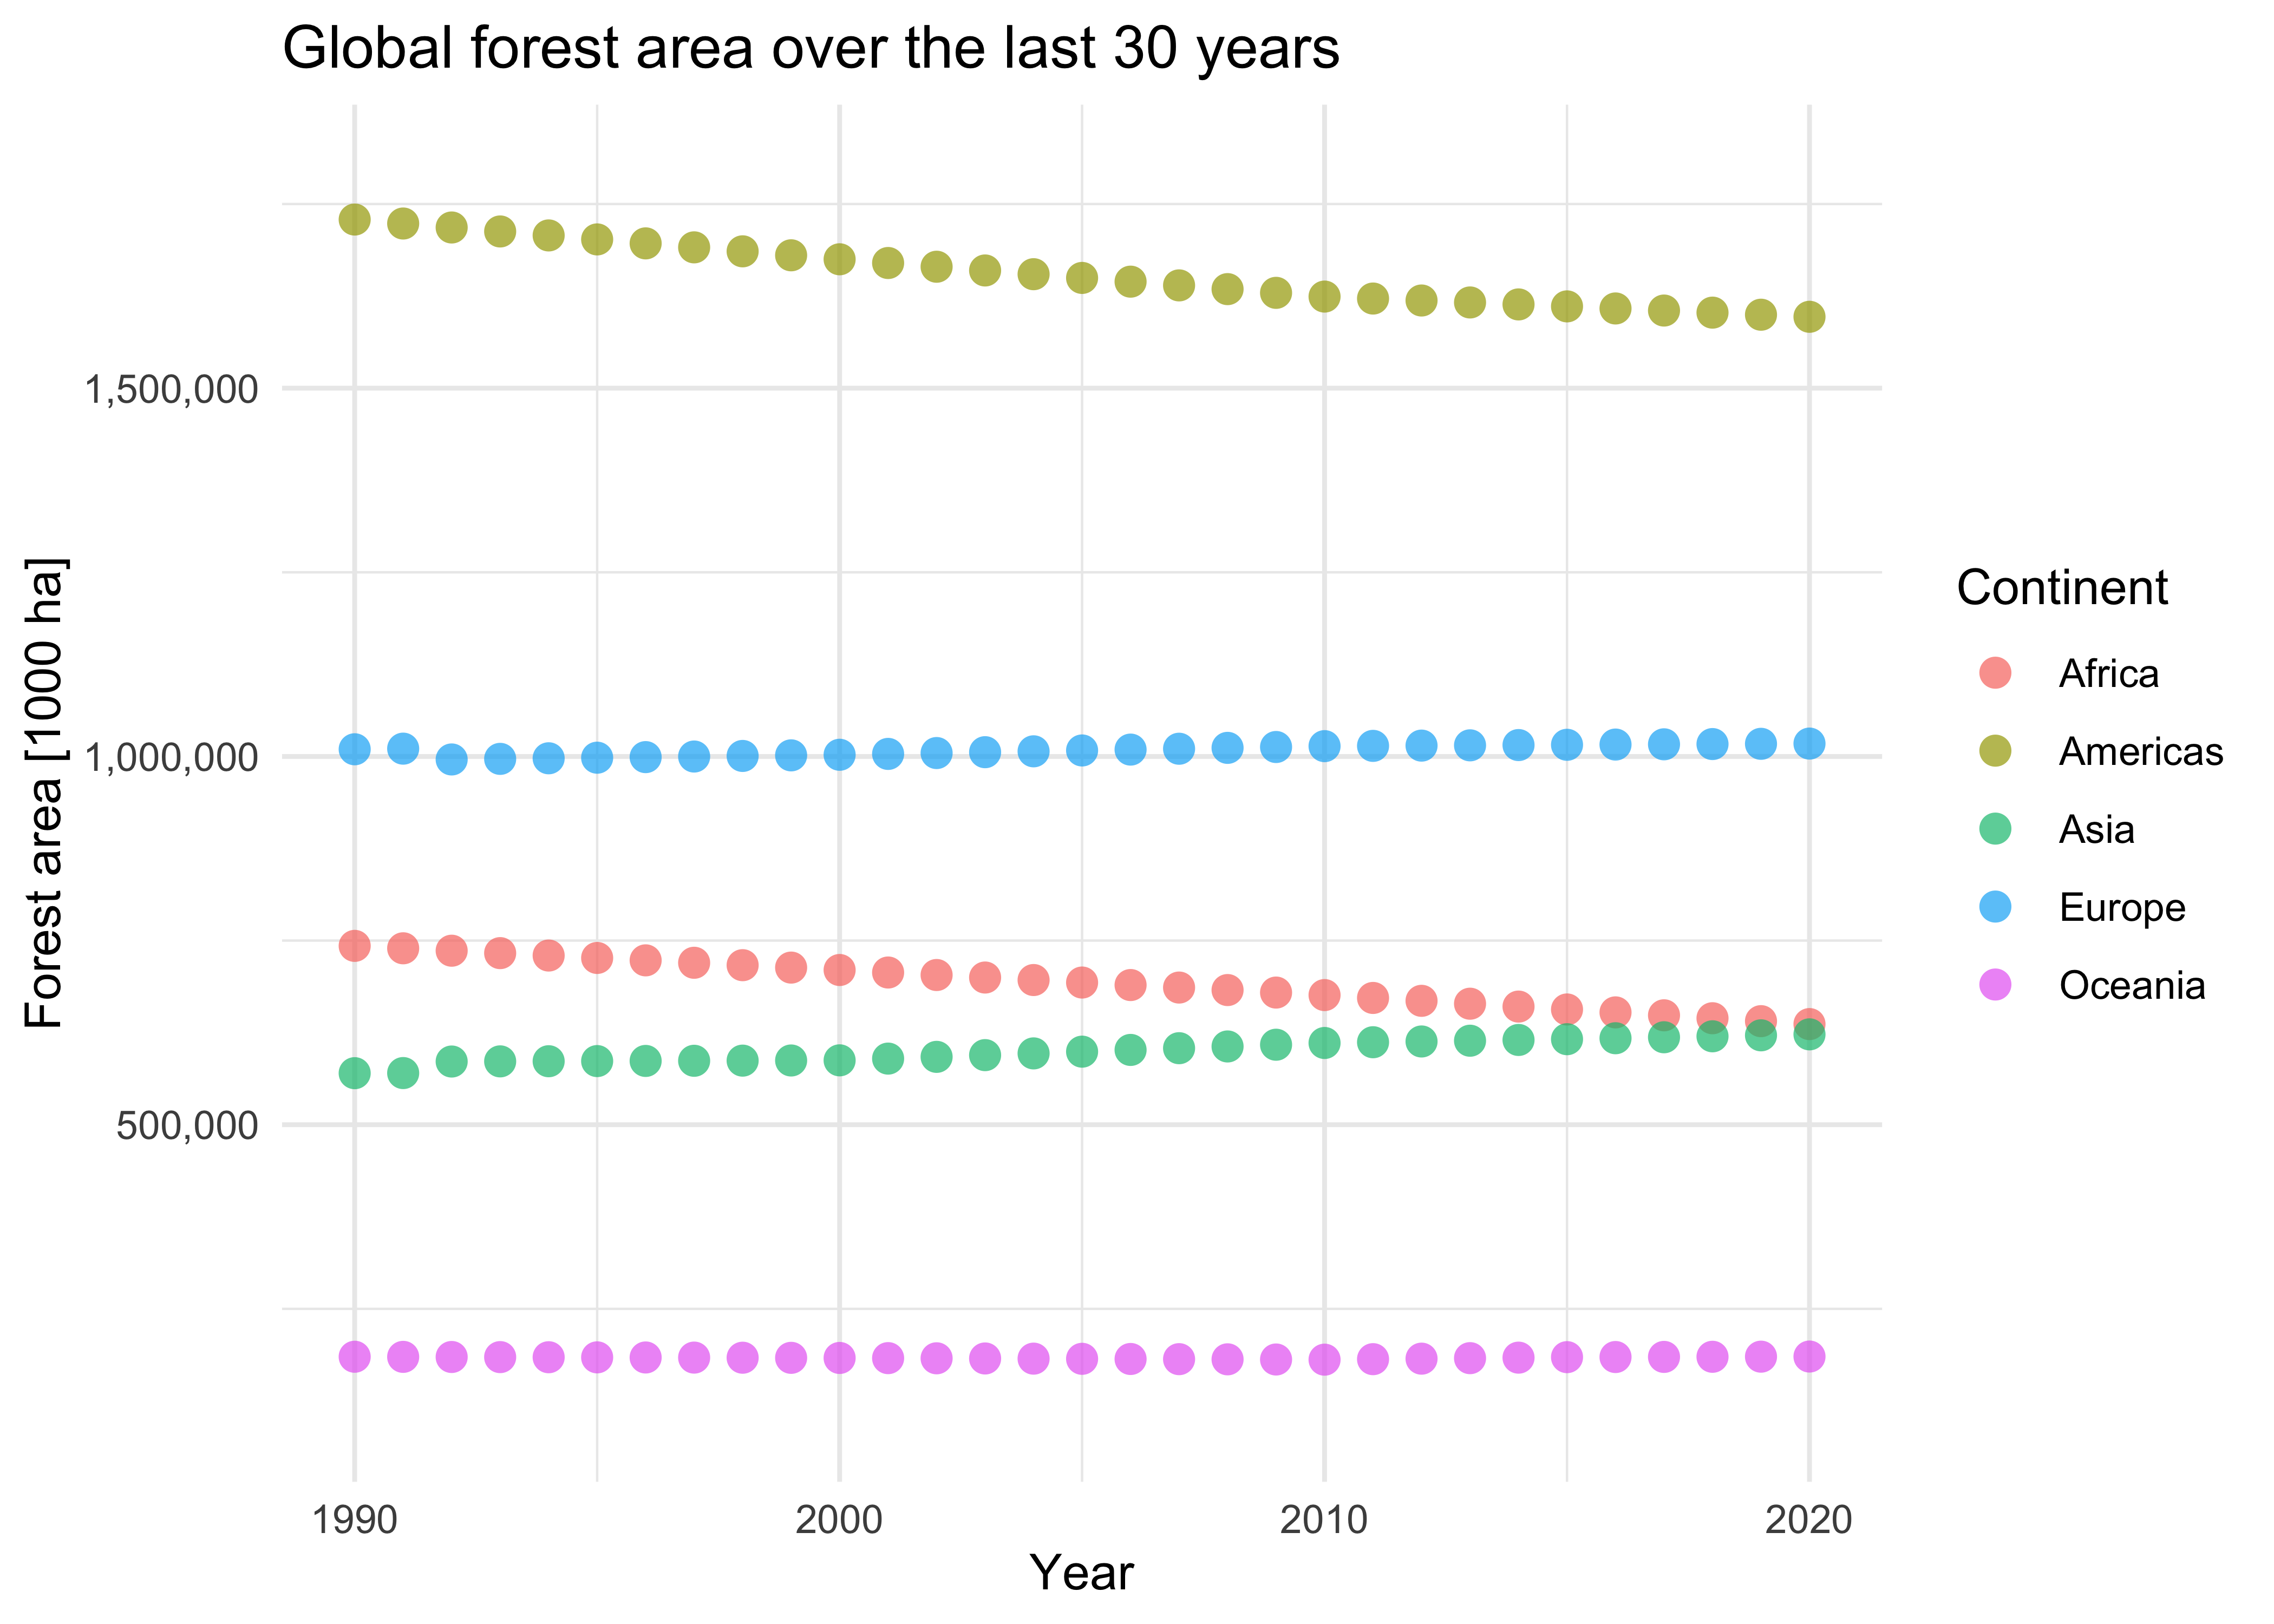 Global forest area over the last 30 years
Forest area [1000 ha]
1,500,000
1,000,000
500,000
1990
2000
2010
2020
Year
Continent
Africa
Americas
Asia
Europe
Oceania